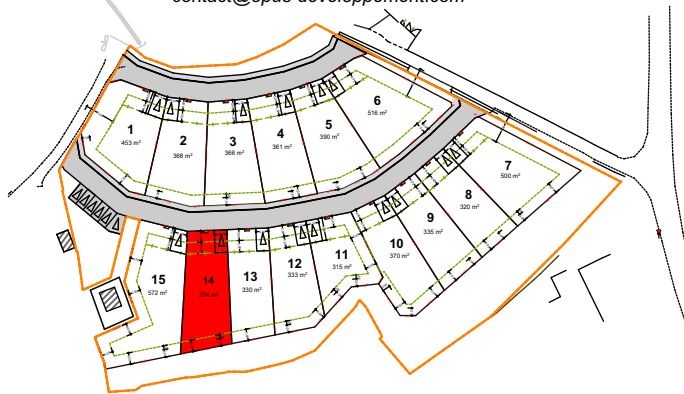 contact@opus-developpement.com
6
516 m²
1
453 m²
2
368 m²
3
366 m²
4
361 m²
5
390 m²
7
500 m²
8
320 m²
9
335 m²
10
370 m²
11
315 m²
12
333 m²
13
330 m²
14
374 m²
15
572 m²